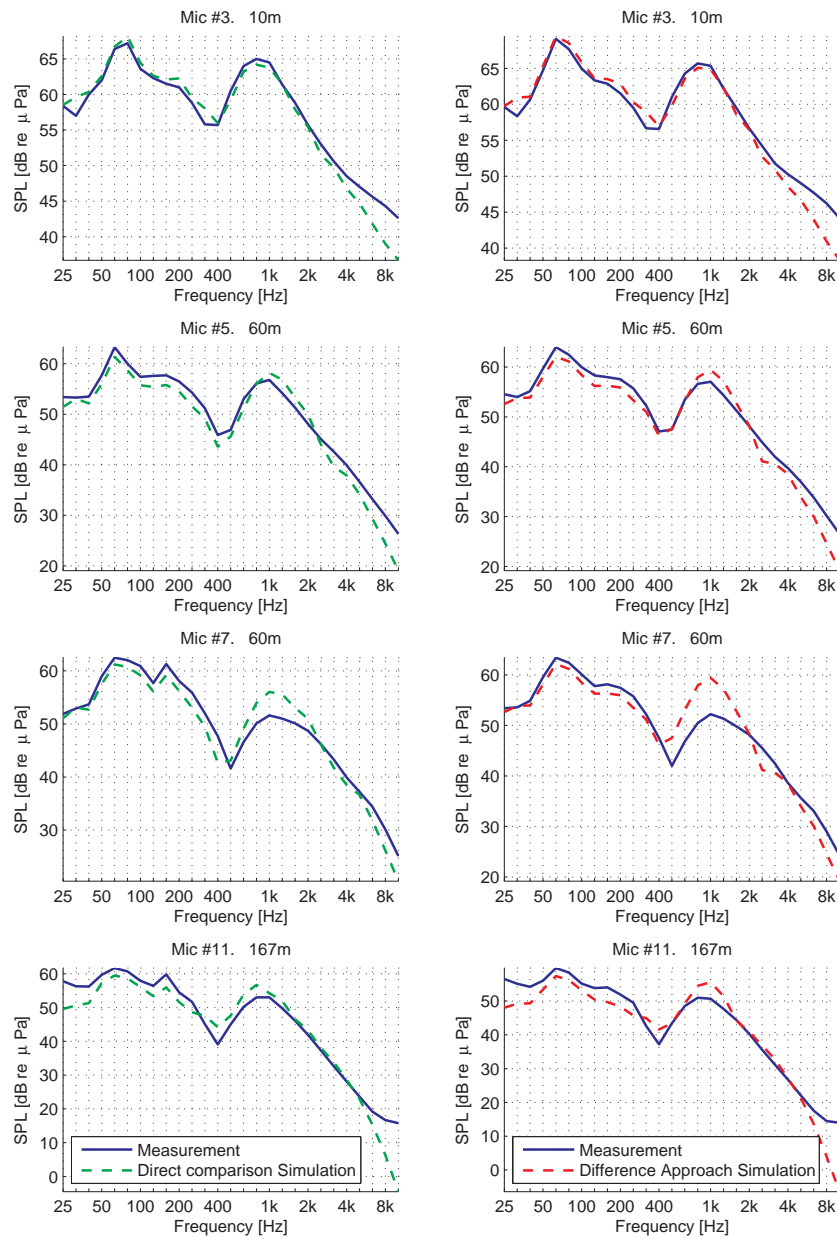 Mic #3. 10m
SPL [dB re μ Pa]
65
60
55
50
45
40
25 50 100 200 400 1k 2k 4k 8k
Frequency [Hz]
Mic #3. 10m
SPL [dB re μ Pa]
65
60
55
50
45
40
25 50 100 200 400 1k 2k 4k 8k
Frequency [Hz]
Mic #5. 60m
SPL [dB re μ Pa]
60
50
40
30
20
25 50 100 200 400 1k 2k 4k 8k
Frequency [Hz]
Mic #5. 60m
SPL [dB re μ Pa]
60
50
40
30
20
25 50 100 200 400 1k 2k 4k 8k
Frequency [Hz]
Mic #7. 60m
SPL [dB re μ Pa]
60
50
40
30
25 50 100 200 400 1k 2k 4k 8k
Frequency [Hz]
Mic #7. 60m
SPL [dB re μ Pa]
60
50
40
30
20
25 50 100 200 400 1k 2k 4k 8k
Frequency [Hz]
Mic #11. 167m
SPL [dB re μ Pa]
60
50
40
30
20
10
0
Measurement
Direct comparison Simulation
25 50 100 200 400 1k 2k 4k 8k
Frequency [Hz]
Mic #11. 167m
SPL [dB re μ Pa]
50
40
30
20
10
0
Measurement
Difference Approach Simulation
25 50 100 200 400 1k 2k 4k 8k
Frequency [Hz]